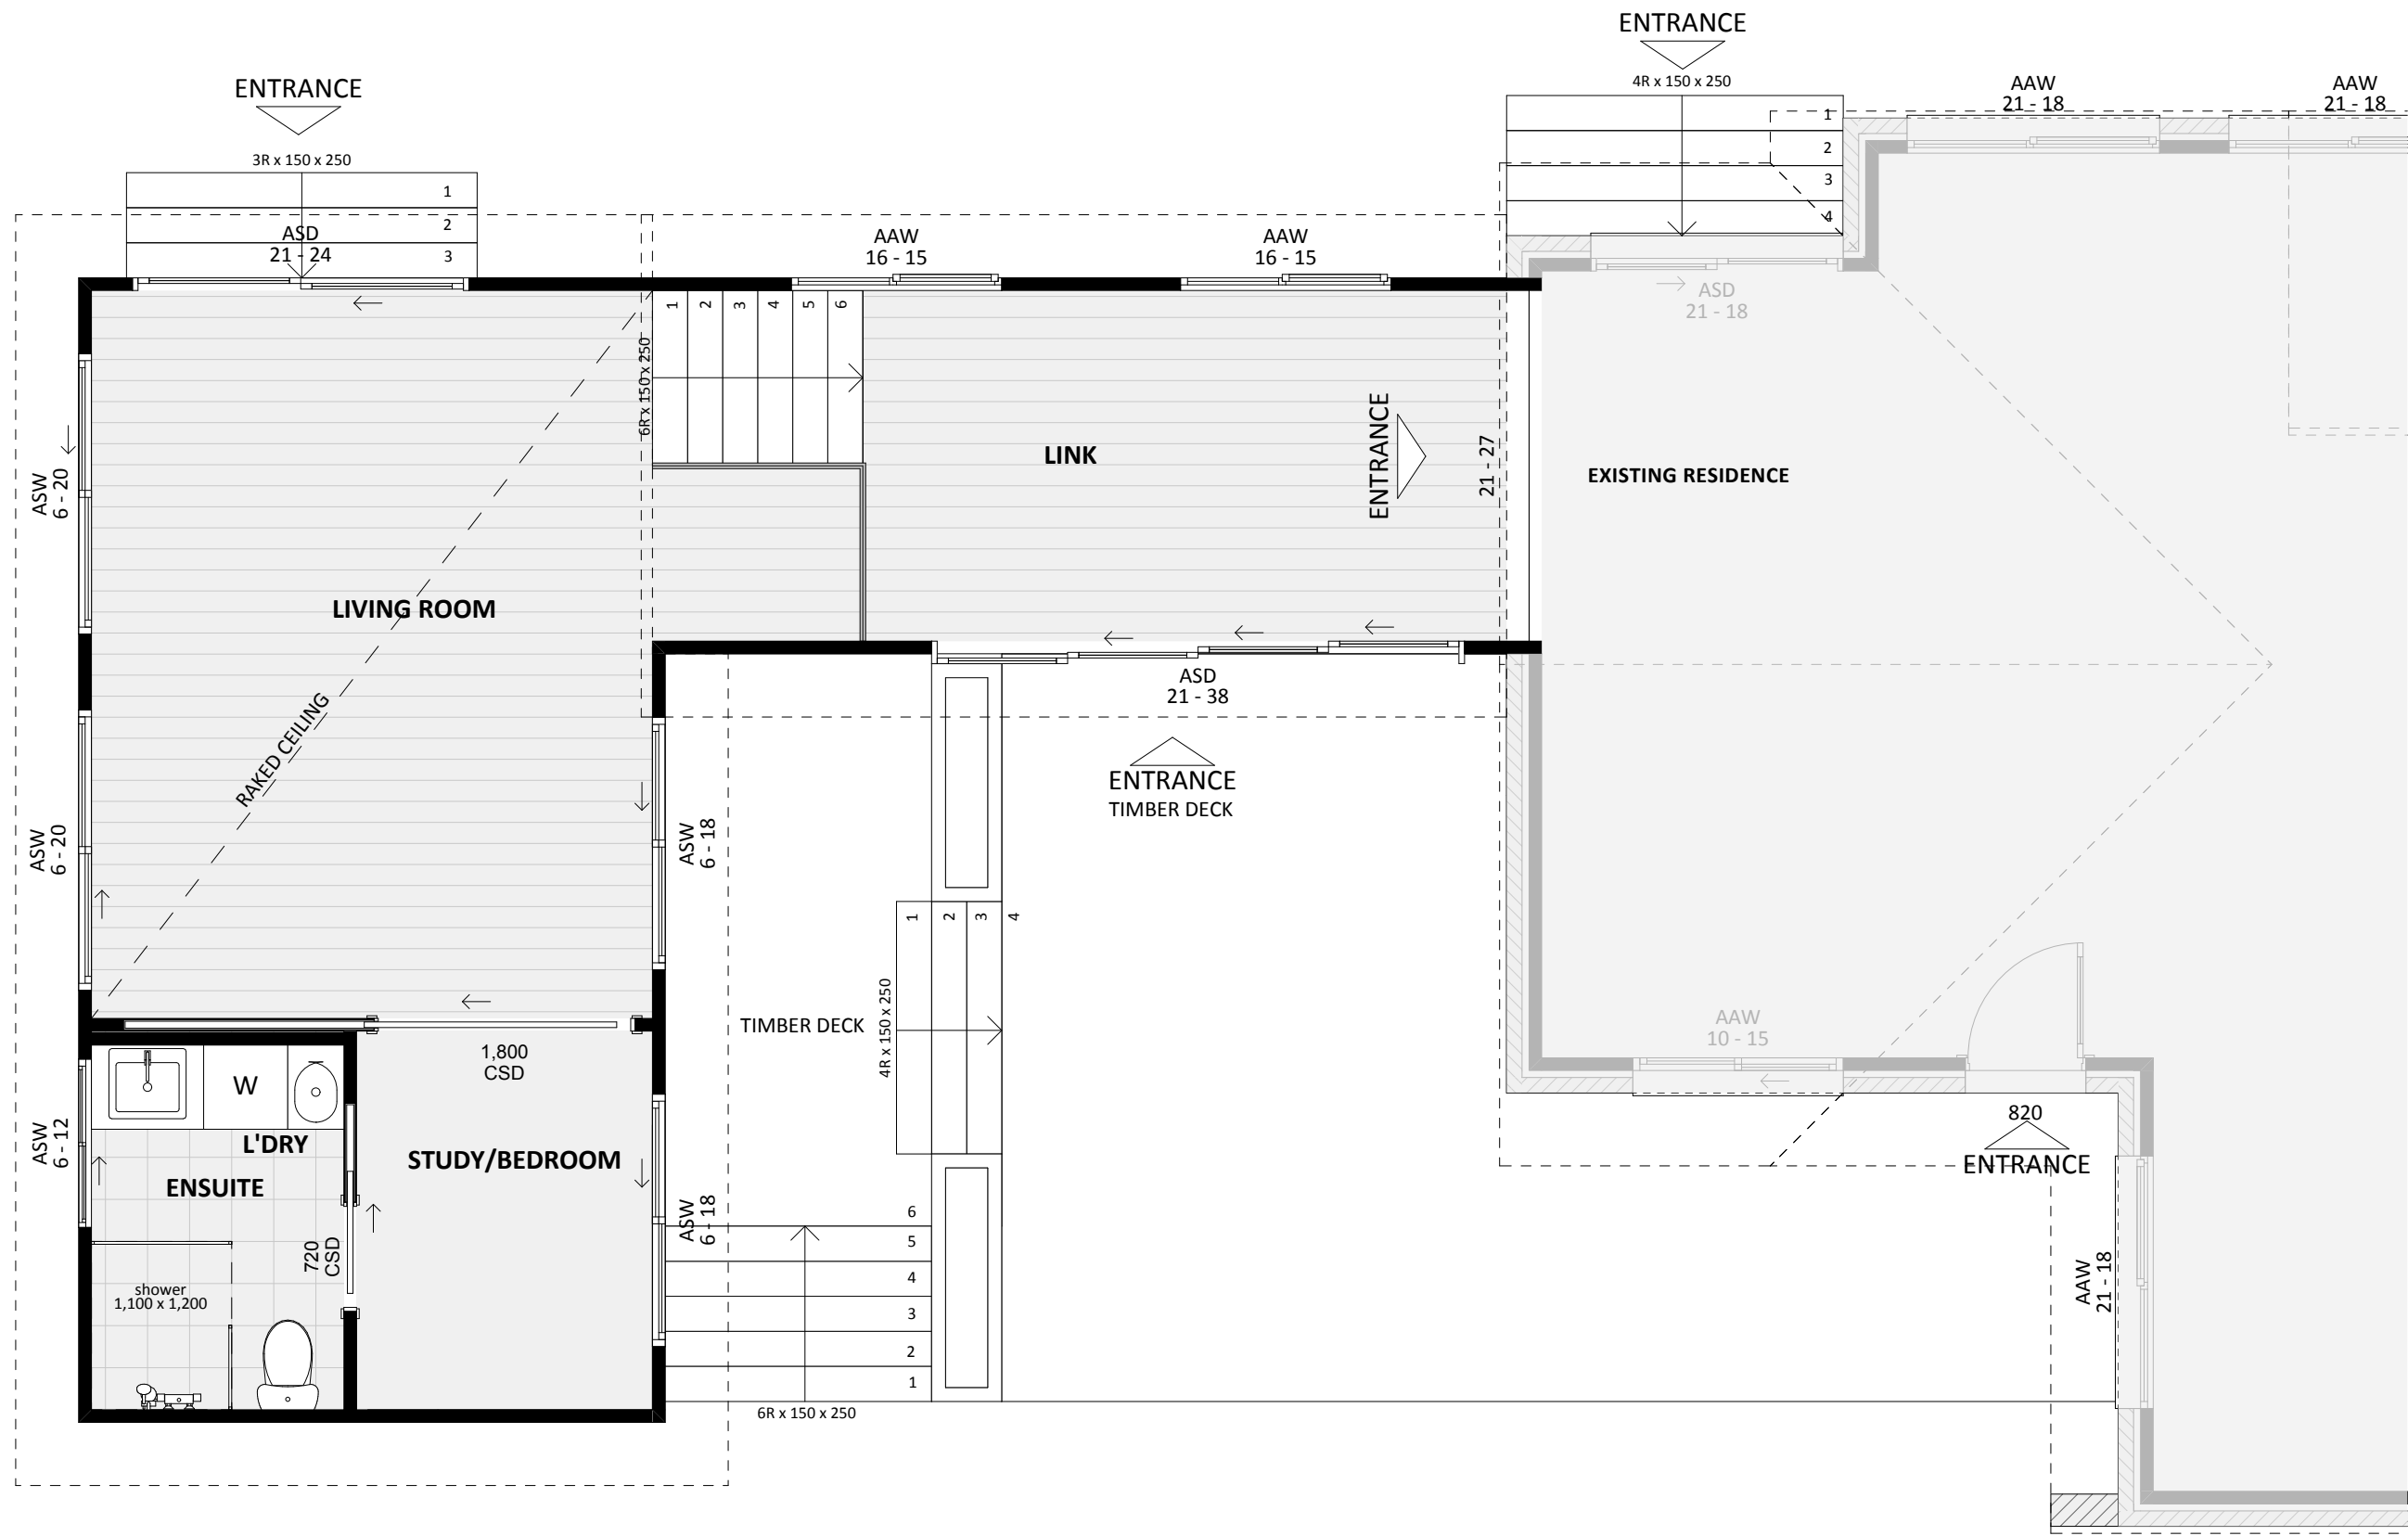 ENTRANCE
4R x 150 x 250
1
2
3
4
AAW
21 - 18
AAW
21 - 18
ENTRANCE
3R x 150 x 250
1
2
3
ASD
21 - 24
AAW
16 - 15
AAW
16 - 15
ASD
21 - 18
1
2
3
4
5
6
6R x 150 x 250
LINK
ENTRANCE
21 - 27
EXISTING RESIDENCE
ASW
6 - 20
LIVING ROOM
RAKED CEILING
ASD
21 - 38
ENTRANCE
TIMBER DECK
ASW
6 - 20
ASW
6 - 18
1
2
3
4
4R x 150 x 250
TIMBER DECK
AAW
10 - 15
1,800
CSD
W
L'DRY
ENSUITE
STUDY/BEDROOM
ASW
6 - 12
820
ENTRANCE
ASW
6 - 18
720
CSD
shower
1,100 x 1,200
6
5
4
3
2
1
6R x 150 x 250
AAW
21 - 18